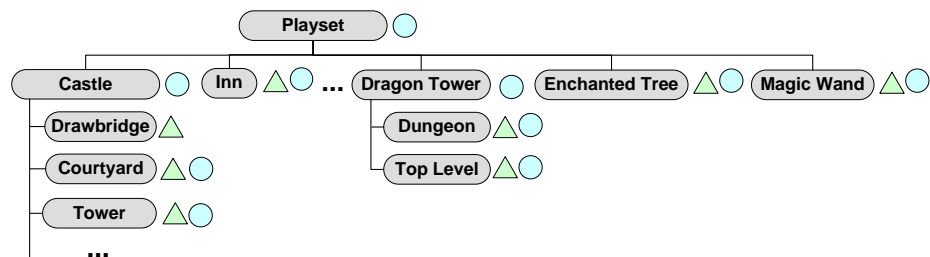 Playset
Castle
Inn
...
Dragon Tower
Enchanted Tree
Magic Wand
Drawbridge
Dungeon
Courtyard
Top Level
Tower
...